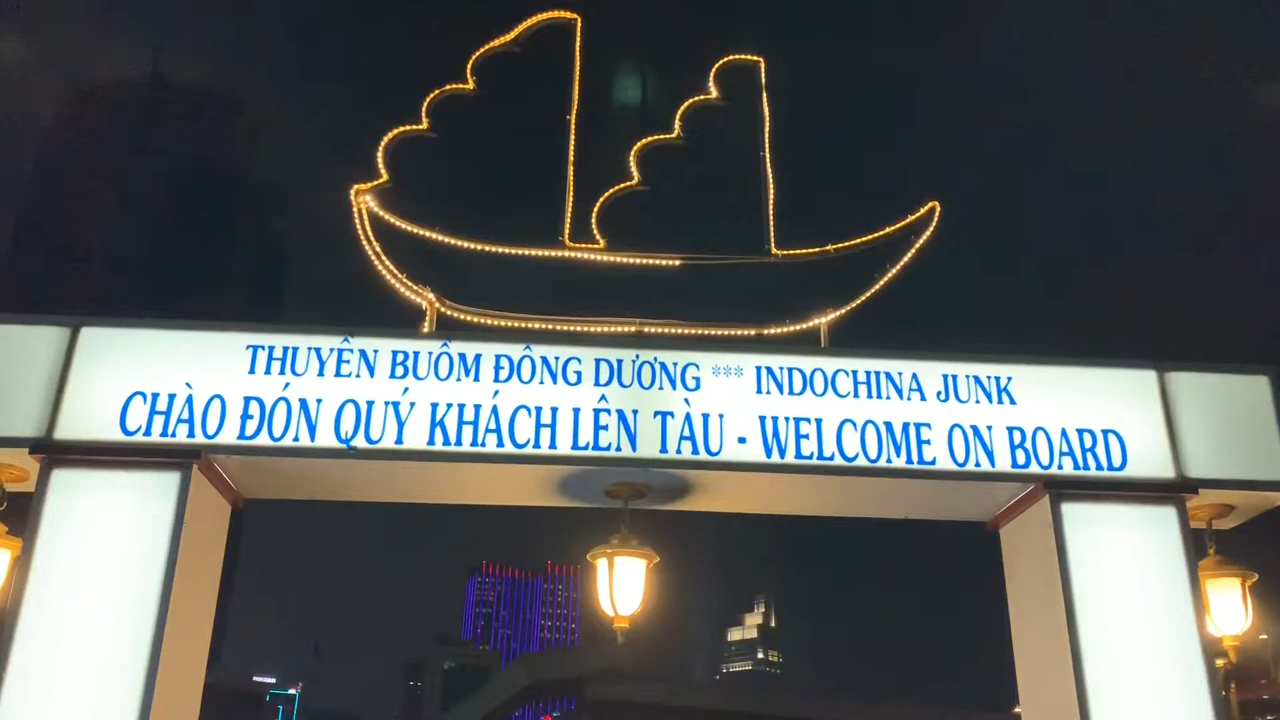 THUYỀN BUỒM ĐÔNG DƯƠNG *** INDOCHINA JUNK
CHÀO ĐÓN QUÝ KHÁCH LÊN TÀU - WELCOME ON BOARD